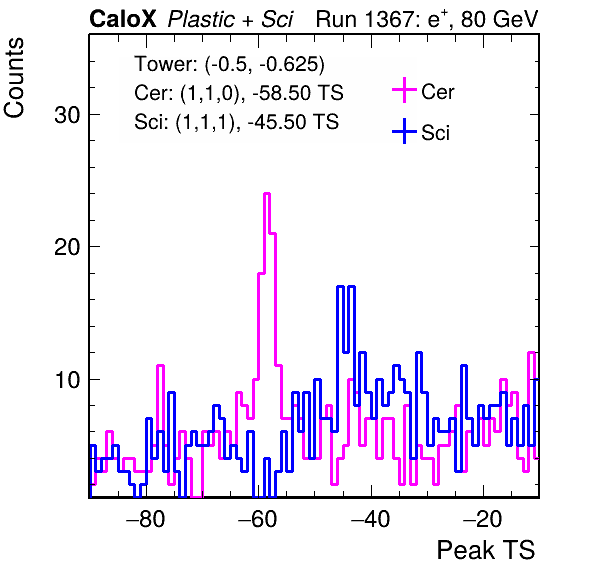 CaloX Plastic + Sci Run 1367: e+, 80 GeV
Counts
Tower: (-0.5, -0.625)
Cer: (1,1,0), -58.50 TS
Sci: (1,1,1), -45.50 TS
Cer
Sci
30
20
10
−80 −60 −40 −20
Peak TS